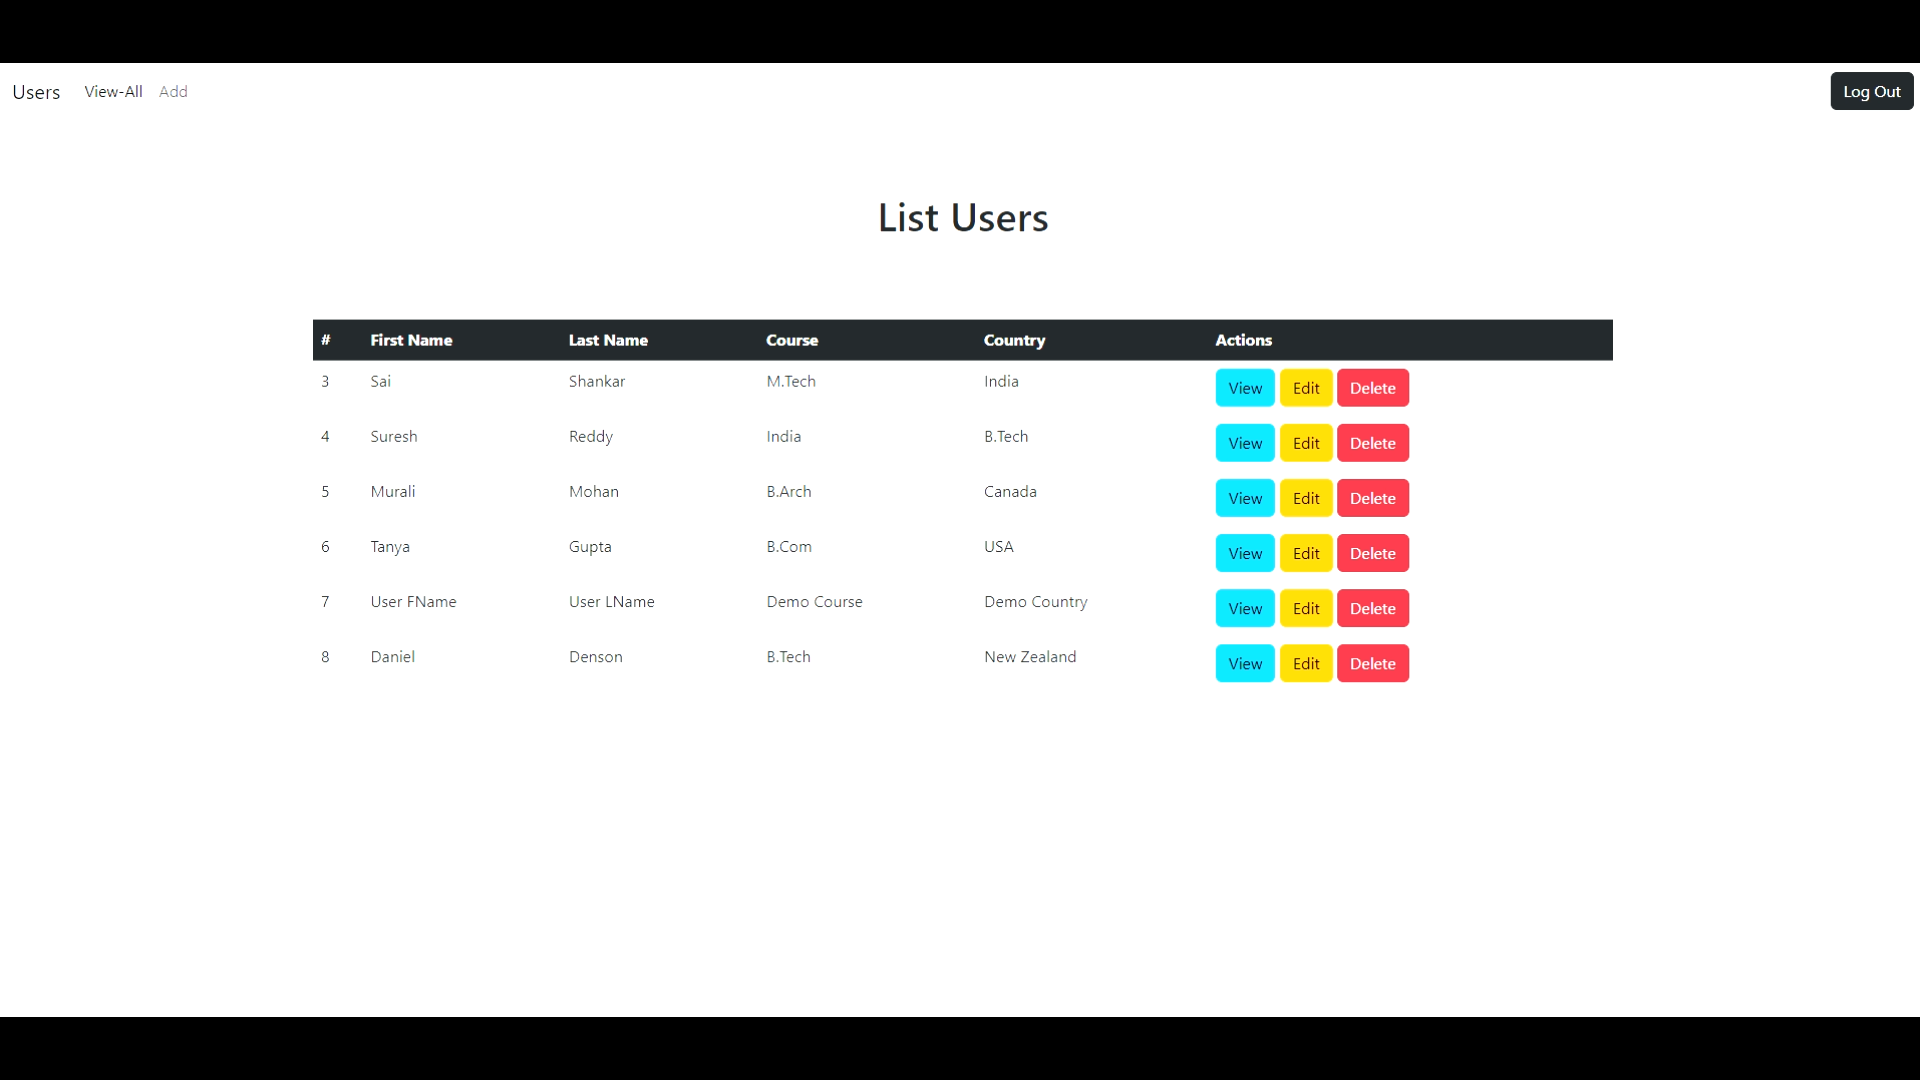 Users View-All Add Log Out
List Users
# First Name Last Name Course Country Actions
3 Sai Shankar M.Tech India View Edit Delete
4 Suresh Reddy India B.Tech View Edit Delete
5 Murali Mohan B.Arch Canada View Edit Delete
6 Tanya Gupta B.Com USA View Edit Delete
7 User FName User LName Demo Course Demo Country View Edit Delete
8 Daniel Denson B.Tech New Zealand View Edit Delete